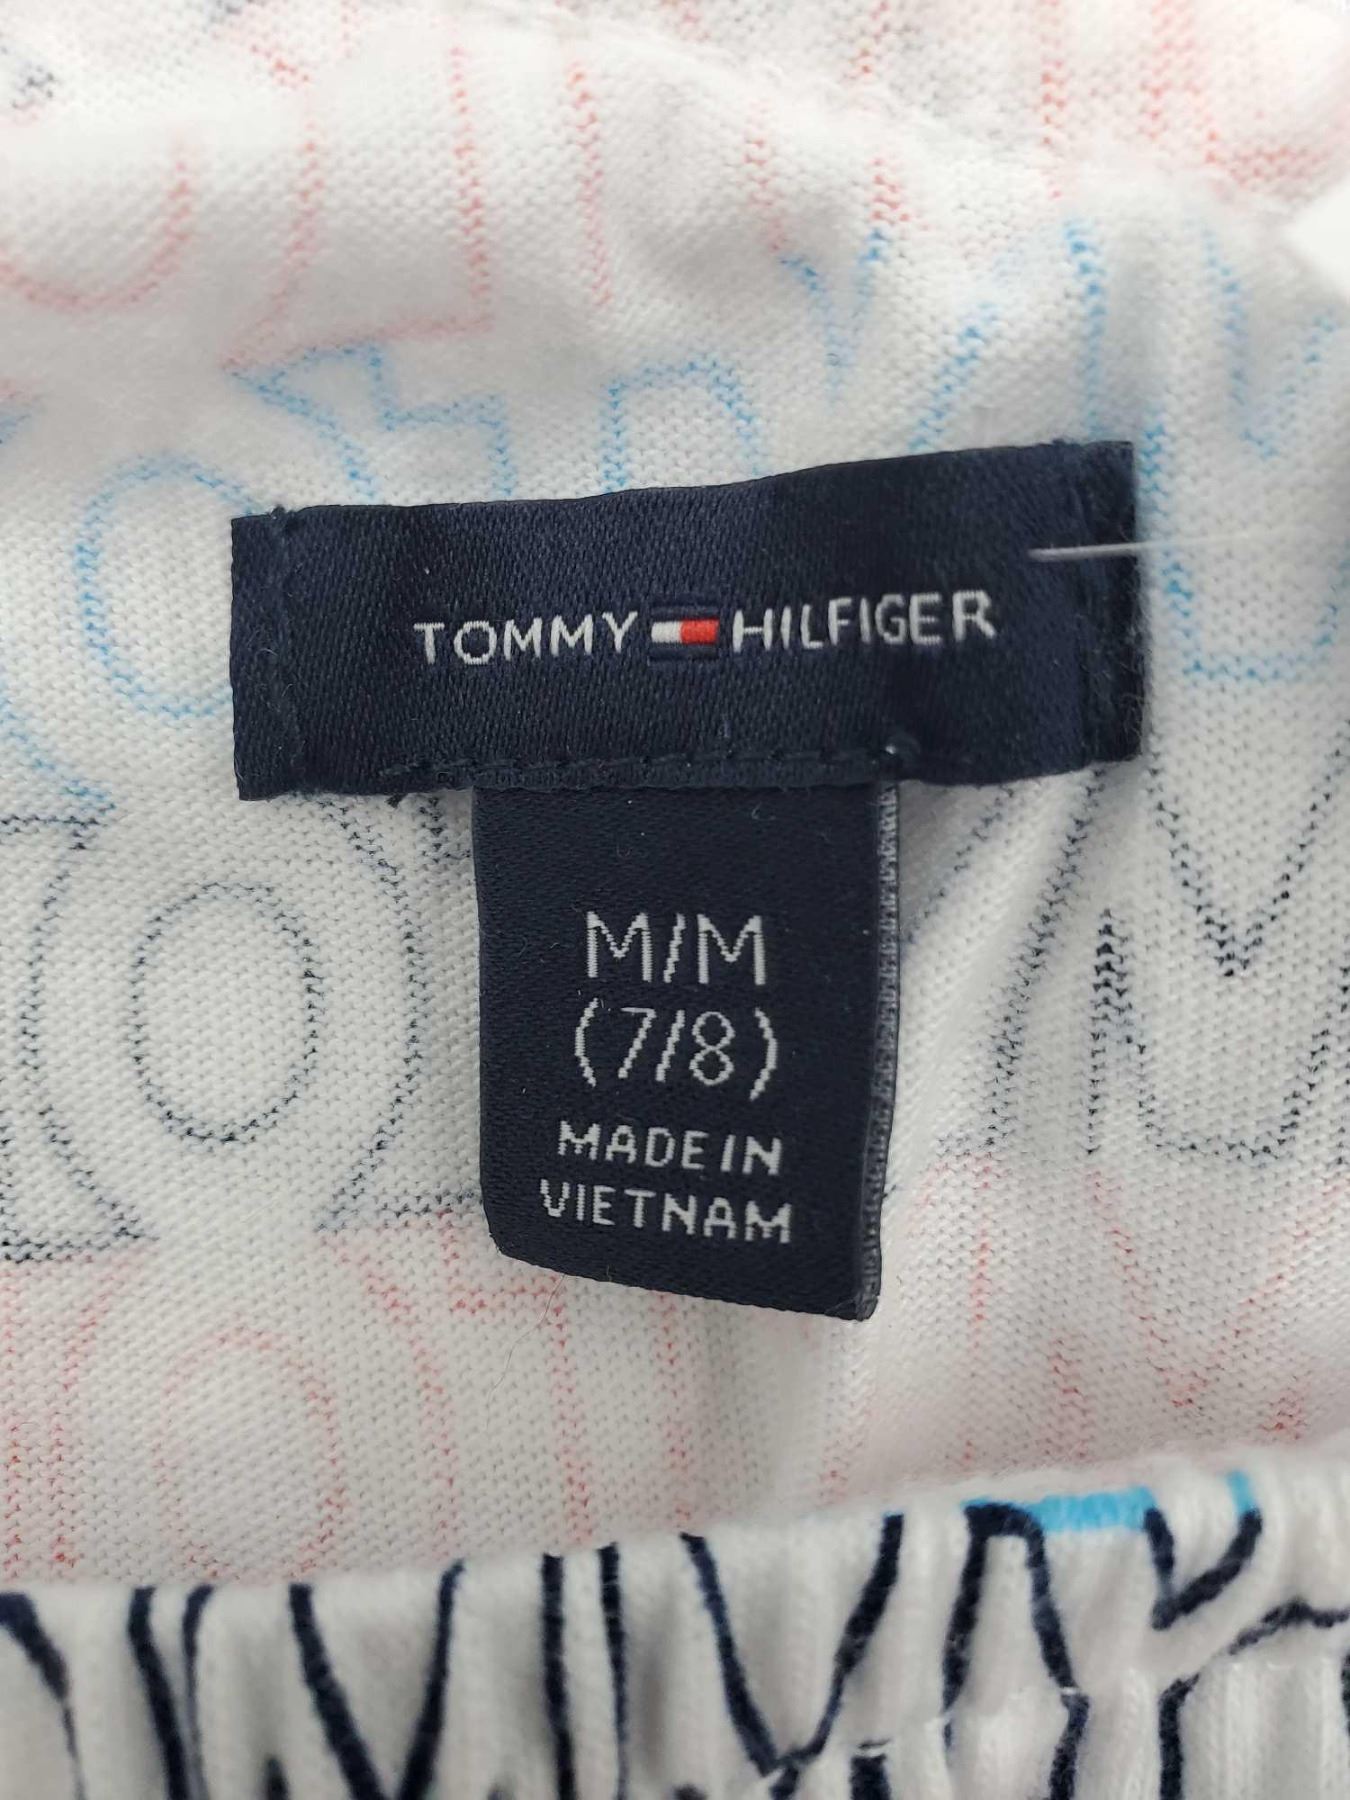 TOMMY HILFIGER
M/M
(7/8)
MADE IN
VIETNAM